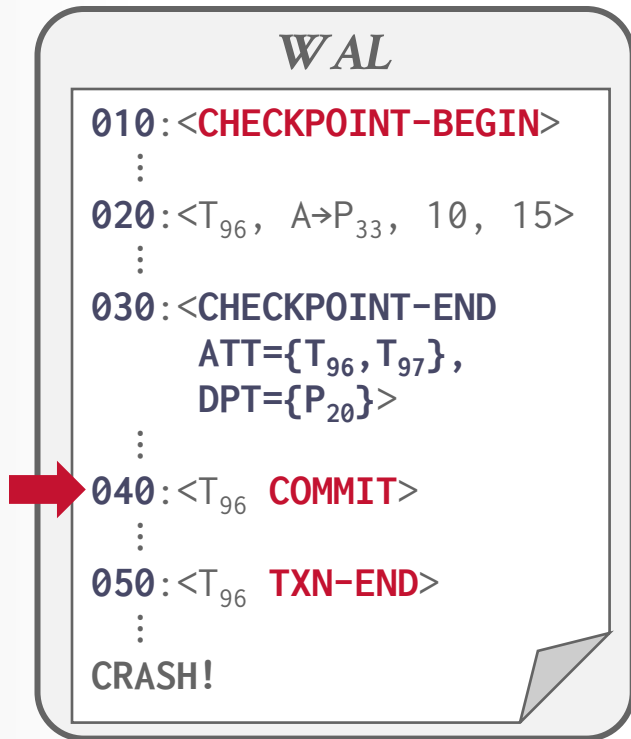 WAL
010:<CHECKPOINT-BEGIN>
⋮
020:<T₉₆, A→P₃₃, 10, 15>
⋮
030:<CHECKPOINT-END
ATT={T₉₆,T₉₇},
DPT={P₂₀}>
⋮
040:<T₉₆ COMMIT>
⋮
050:<T₉₆ TXN-END>
⋮
CRASH!